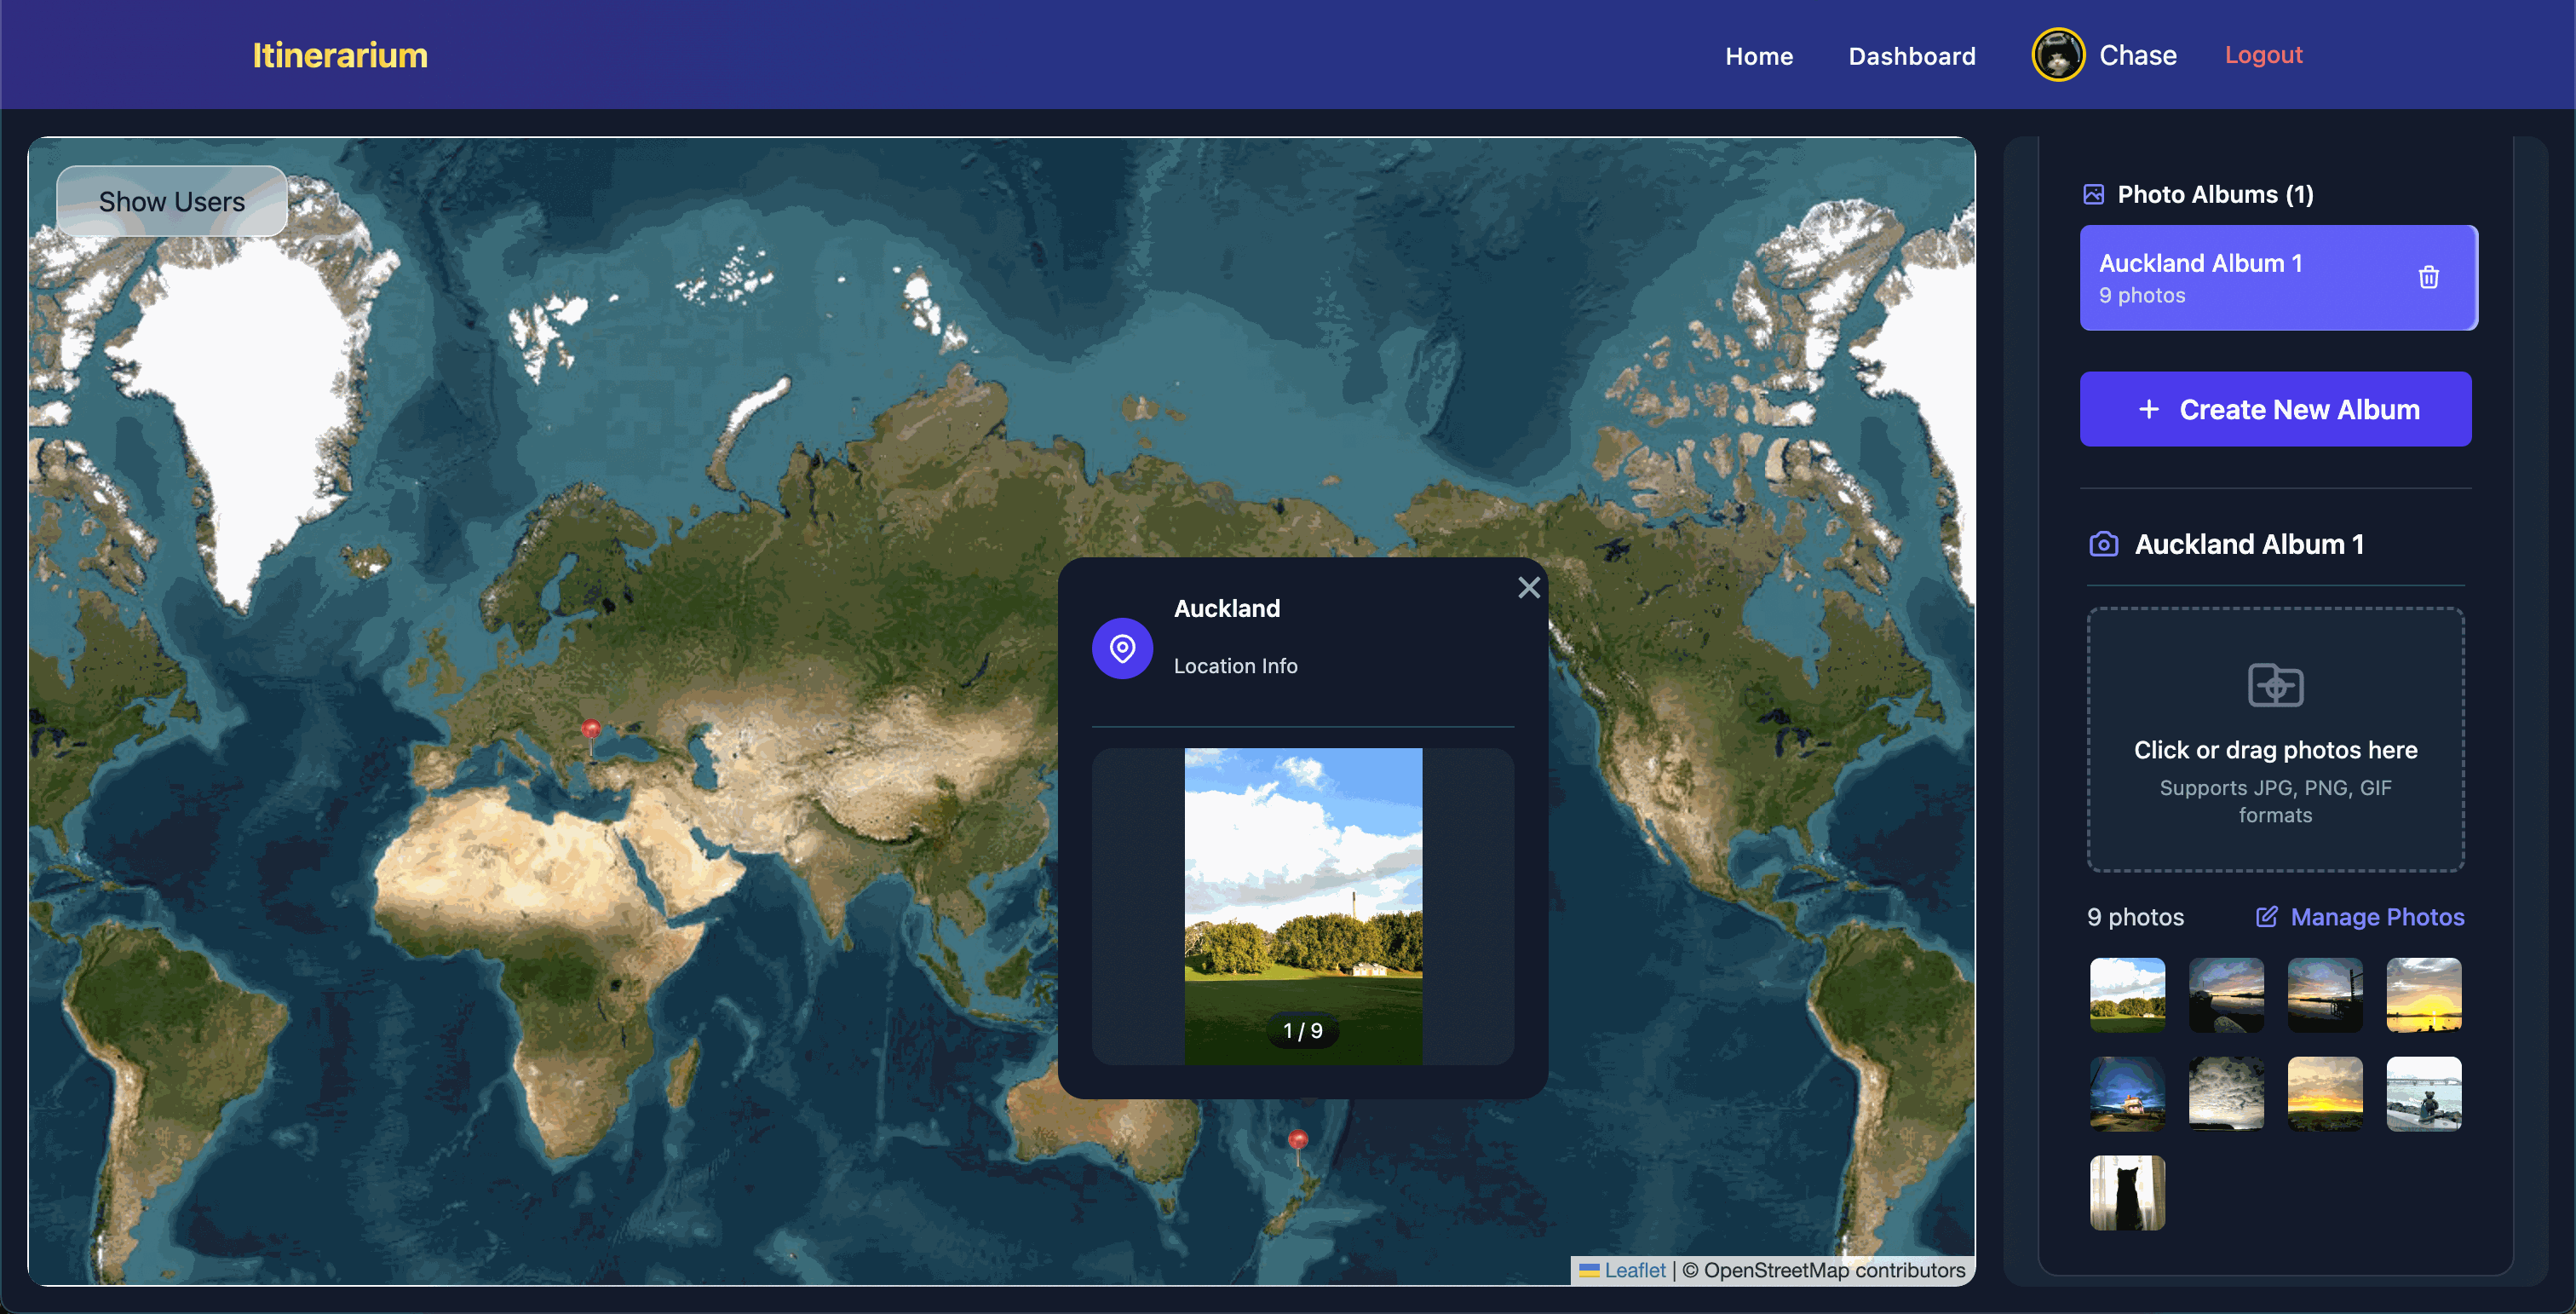 Itinerarium
Home
Dashboard
Chase
Logout
Show Users
Auckland
Location Info
1 / 9
Leaflet | © OpenStreetMap contributors
Photo Albums (1)
Auckland Album 1
9 photos
+ Create New Album
Auckland Album 1
Click or drag photos here
Supports JPG, PNG, GIF
formats
9 photos
Manage Photos